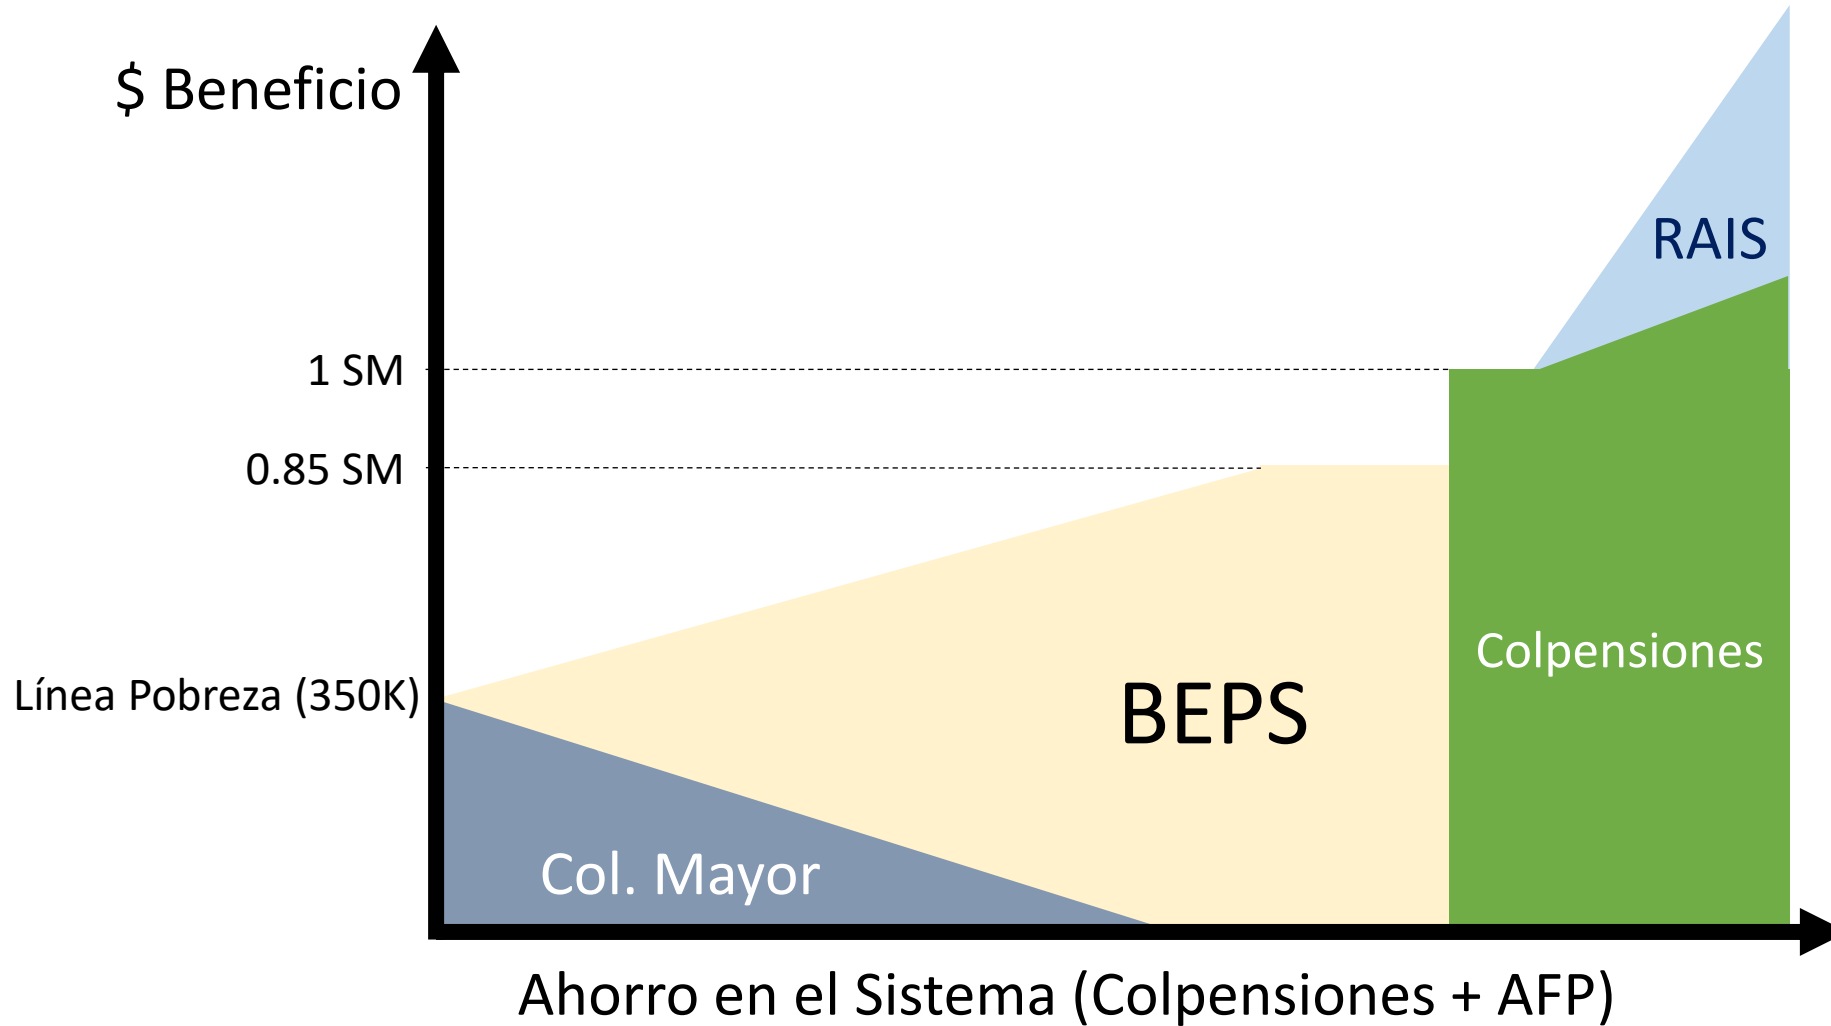 $ Beneficio
RAIS
1 SM
0.85 SM
Colpensiones
Línea Pobreza (350K)
BEPS
Col. Mayor
Ahorro en el Sistema (Colpensiones + AFP)